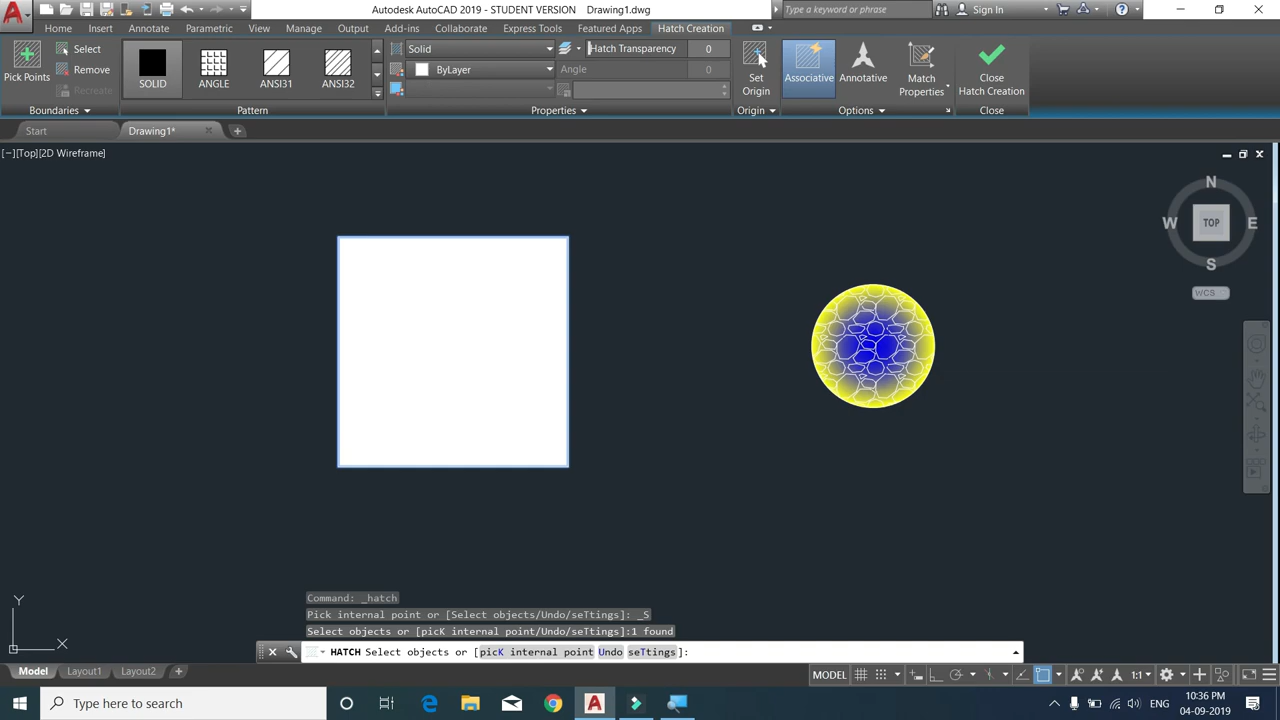 Autodesk AutoCAD 2019 - STUDENT VERSION Drawing1.dwg
Type a keyword or phrase
Sign In
Home Insert Annotate Parametric View Manage Output Add-ins Collaborate Express Tools Featured Apps Hatch Creation
Pick Points
Select
Remove
Recreate
Boundaries
SOLID
ANGLE
ANSI31
ANSI32
Pattern
Solid
ByLayer
Hatch Transparency 0
Angle 0
Properties
Set
Origin
Origin
Associative
Annotative
Match
Properties
Options
Close
Hatch Creation
Close
Start
Drawing1*
[−][Top][2D Wireframe]
N
W TOP E
S
WCS
Y
X
Command: _hatch
Pick internal point or [Select objects/Undo/seTtings]: _S
Select objects or [picK internal point/Undo/seTtings]:1 found
HATCH Select objects or [picK internal point Undo seTtings]:
Model Layout1 Layout2
MODEL
1:1
Type here to search
ENG
10:36 PM
04-09-2019